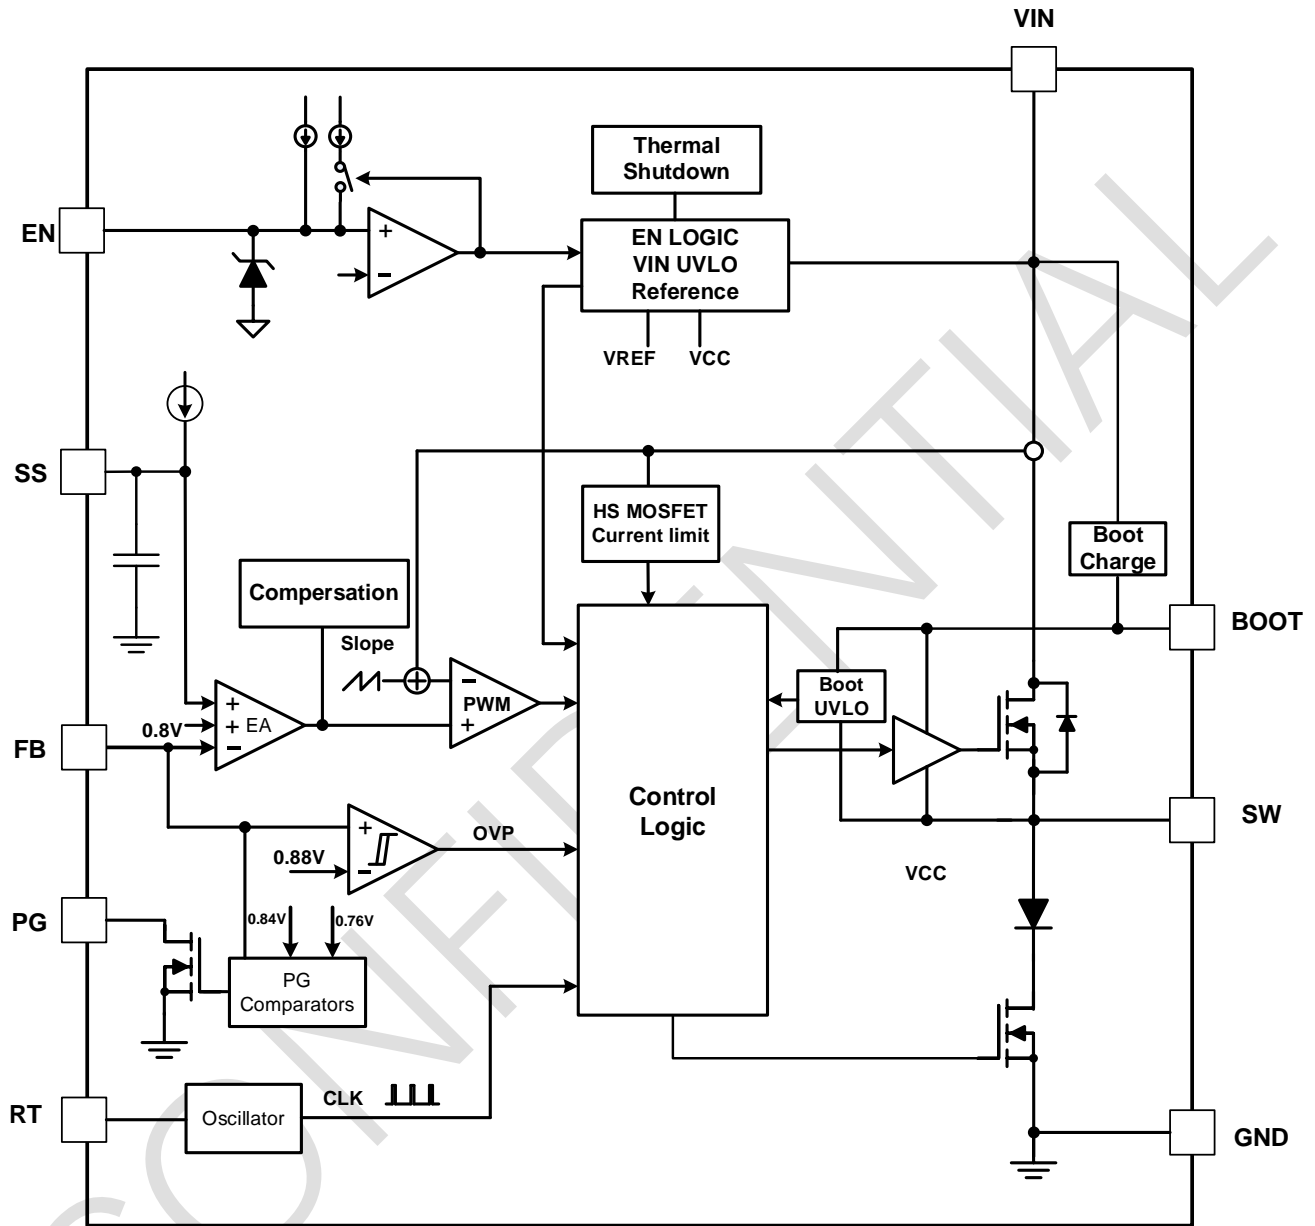 VIN
Thermal
Shutdown
EN
+
−
EN LOGIC
VIN UVLO
Reference
VREF
VCC
SS
HS MOSFET
Current limit
Boot
Charge
BOOT
Compersation
Slope
+
−
PWM
+
Boot
UVLO
+
+ EA
−
0.8V
FB
Control
Logic
SW
+
−
0.88V
OVP
VCC
PG
0.84V
0.76V
PG
Comparators
RT
Oscillator
CLK
GND
CONFIDENTIAL